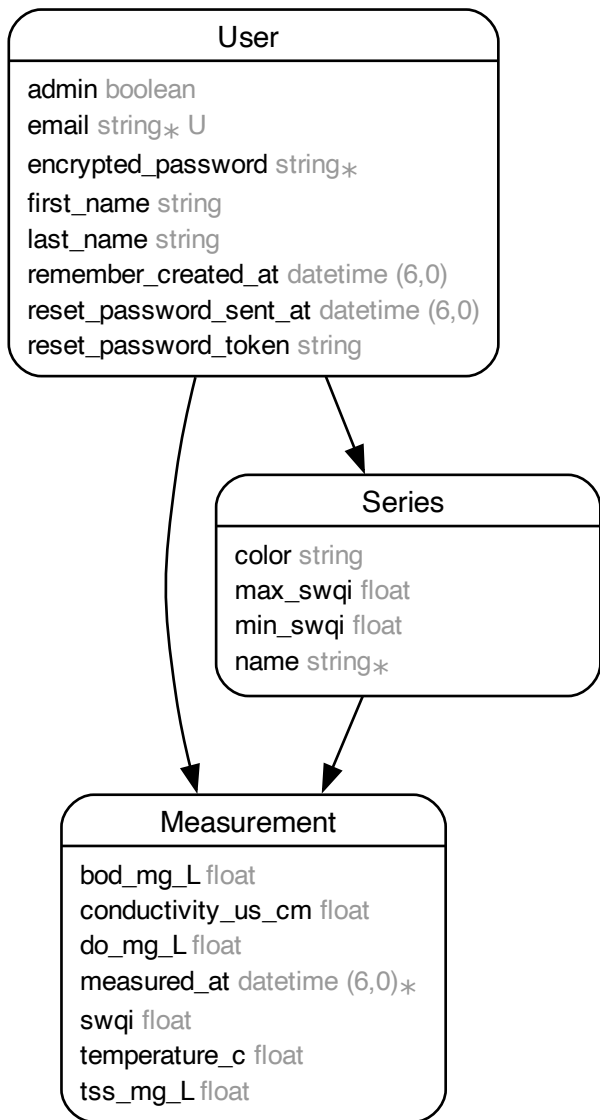 User
admin boolean
email string* U
encrypted_password string*
first_name string
last_name string
remember_created_at datetime (6,0)
reset_password_sent_at datetime (6,0)
reset_password_token string
Series
color string
max_swqi float
min_swqi float
name string*
Measurement
bod_mg_L float
conductivity_us_cm float
do_mg_L float
measured_at datetime (6,0)*
swqi float
temperature_c float
tss_mg_L float